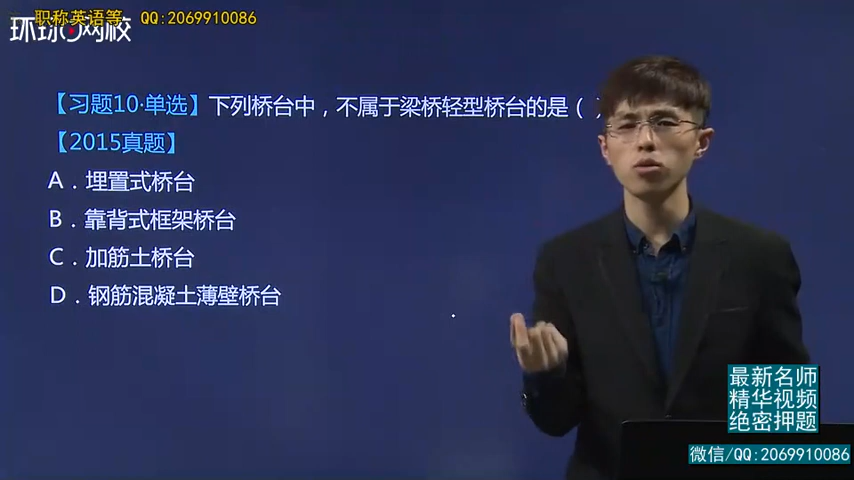 职称英语等 QQ:2069910086
环球网校
【习题10·单选】下列桥台中，不属于梁桥轻型桥台的是（ ）
【2015真题】
A．埋置式桥台
B．靠背式框架桥台
C．加筋土桥台
D．钢筋混凝土薄壁桥台
最新名师
精华视频
绝密押题
微信/QQ:2069910086